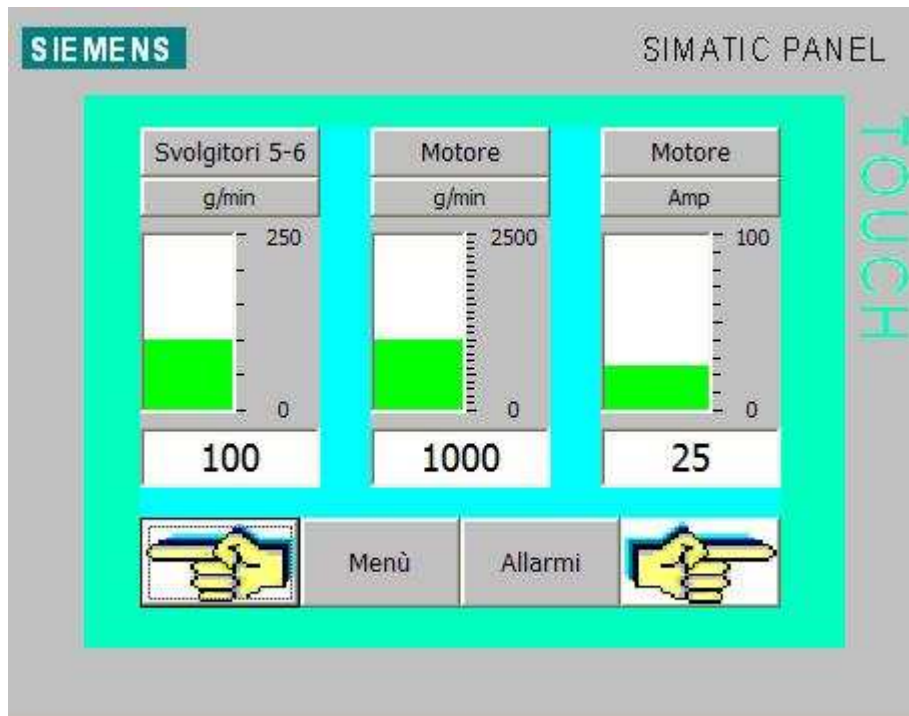 SIEMENS
SIMATIC PANEL
TOUCH
Svolgitori 5-6
g/min
250
0
100
Motore
g/min
2500
0
1000
Motore
Amp
100
0
25
Menù
Allarmi